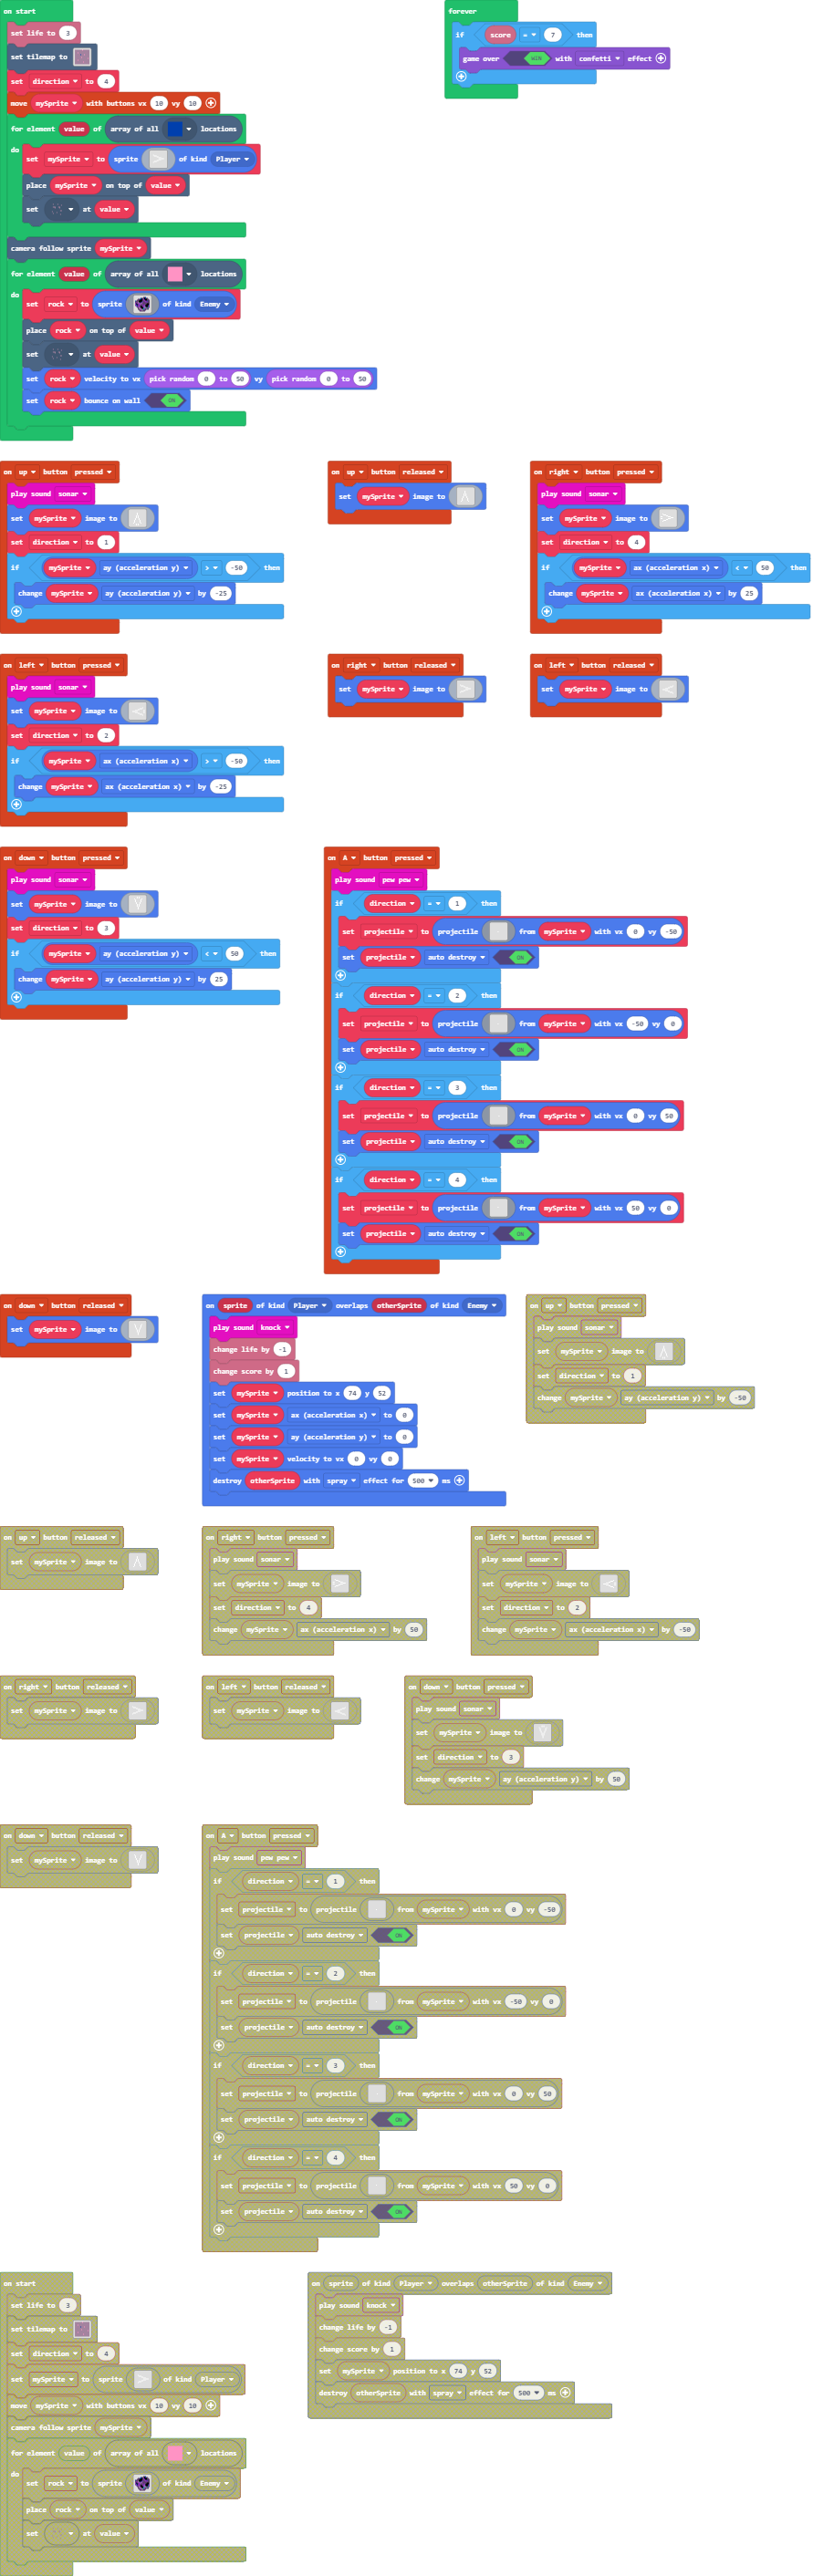 on start
set life to 3
set tilemap to
set direction to 4
move mySprite with buttons vx 10 vy 10
for element value of array of all locations
do
set mySprite to sprite of kind Player
place mySprite on top of value
set at value
camera follow sprite mySprite
for element value of array of all locations
do
set rock to sprite of kind Enemy
place rock on top of value
set at value
set rock velocity to vx pick random 0 to 50 vy pick random 0 to 50
set rock bounce on wall ON
forever
if score = 7 then
game over WIN with confetti effect
on up button pressed
play sound sonar
set mySprite image to
set direction to 1
if mySprite ay (acceleration y) > -50 then
change mySprite ay (acceleration y) by -25
on up button released
set mySprite image to
on right button pressed
play sound sonar
set mySprite image to
set direction to 4
if mySprite ax (acceleration x) < 50 then
change mySprite ax (acceleration x) by 25
on left button pressed
play sound sonar
set mySprite image to
set direction to 2
if mySprite ax (acceleration x) > -50 then
change mySprite ax (acceleration x) by -25
on right button released
set mySprite image to
on left button released
set mySprite image to
on down button pressed
play sound sonar
set mySprite image to
set direction to 3
if mySprite ay (acceleration y) < 50 then
change mySprite ay (acceleration y) by 25
on A button pressed
play sound pew pew
if direction = 1 then
set projectile to projectile from mySprite with vx 0 vy -50
set projectile auto destroy ON
if direction = 2 then
set projectile to projectile from mySprite with vx -50 vy 0
set projectile auto destroy ON
if direction = 3 then
set projectile to projectile from mySprite with vx 0 vy 50
set projectile auto destroy ON
if direction = 4 then
set projectile to projectile from mySprite with vx 50 vy 0
set projectile auto destroy ON
on down button released
set mySprite image to
on sprite of kind Player overlaps otherSprite of kind Enemy
play sound knock
change life by -1
change score by 1
set mySprite position to x 74 y 52
set mySprite ax (acceleration x) to 0
set mySprite ay (acceleration y) to 0
set mySprite velocity to vx 0 vy 0
destroy otherSprite with spray effect for 500 ms
on up button pressed
play sound sonar
set mySprite image to
set direction to 1
change mySprite ay (acceleration y) by -50
on up button released
set mySprite image to
on right button pressed
play sound sonar
set mySprite image to
set direction to 4
change mySprite ax (acceleration x) by 50
on left button pressed
play sound sonar
set mySprite image to
set direction to 2
change mySprite ax (acceleration x) by -50
on right button released
set mySprite image to
on left button released
set mySprite image to
on down button pressed
play sound sonar
set mySprite image to
set direction to 3
change mySprite ay (acceleration y) by 50
on down button released
set mySprite image to
on A button pressed
play sound pew pew
if direction = 1 then
set projectile to projectile from mySprite with vx 0 vy -50
set projectile auto destroy ON
if direction = 2 then
set projectile to projectile from mySprite with vx -50 vy 0
set projectile auto destroy ON
if direction = 3 then
set projectile to projectile from mySprite with vx 0 vy 50
set projectile auto destroy ON
if direction = 4 then
set projectile to projectile from mySprite with vx 50 vy 0
set projectile auto destroy ON
on start
set life to 3
set tilemap to
set direction to 4
set mySprite to sprite of kind Player
move mySprite with buttons vx 10 vy 10
camera follow sprite mySprite
for element value of array of all locations
do
set rock to sprite of kind Enemy
place rock on top of value
set at value
on sprite of kind Player overlaps otherSprite of kind Enemy
play sound knock
change life by -1
change score by 1
set mySprite position to x 74 y 52
destroy otherSprite with spray effect for 500 ms